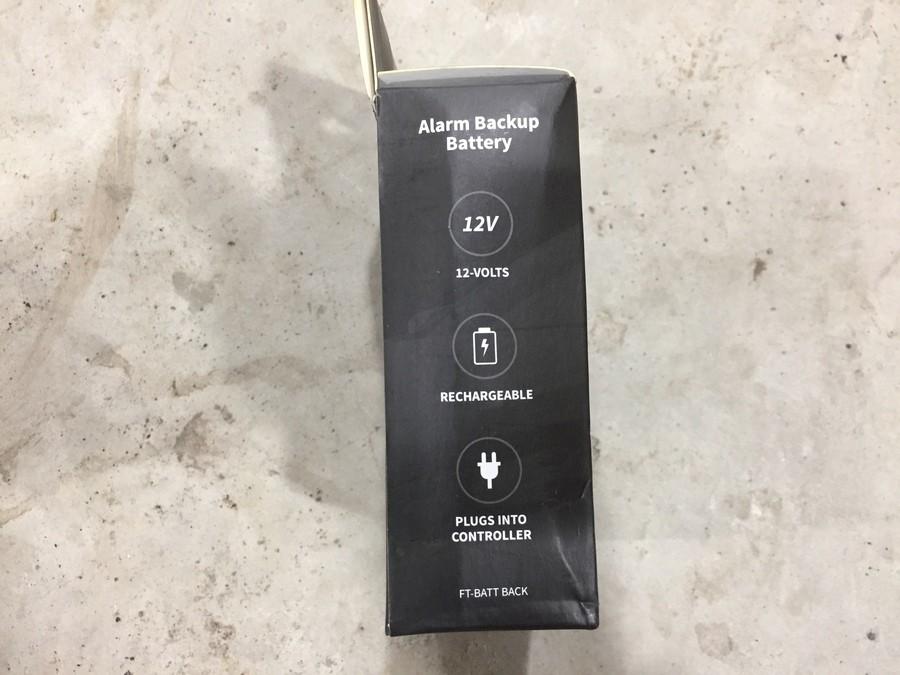 Alarm Backup
Battery
12V
12-VOLTS
RECHARGEABLE
PLUGS INTO
CONTROLLER
FT-BATT BACK